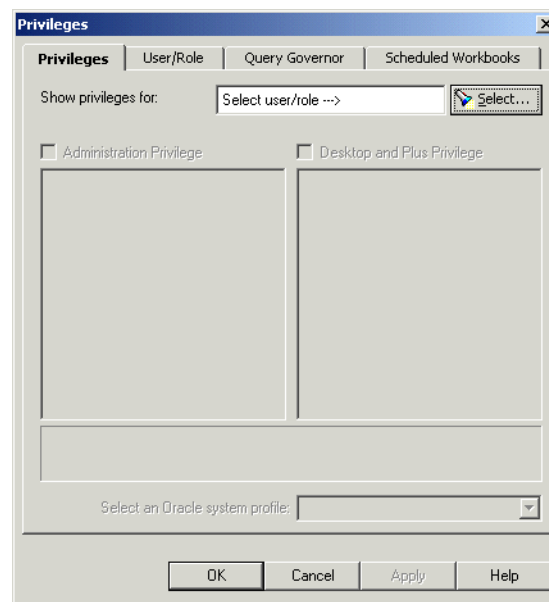 Privileges
Privileges User/Role Query Governor Scheduled Workbooks
Show privileges for: Select user/role ---> Select...
Administration Privilege Desktop and Plus Privilege
Select an Oracle system profile:
OK Cancel Apply Help